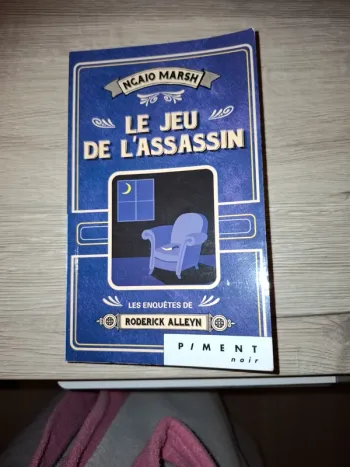 NGAIO MARSH
LE JEU
DE L'ASSASSIN
LES ENQUÊTES DE
RODERICK ALLEYN
PIMENT
noir